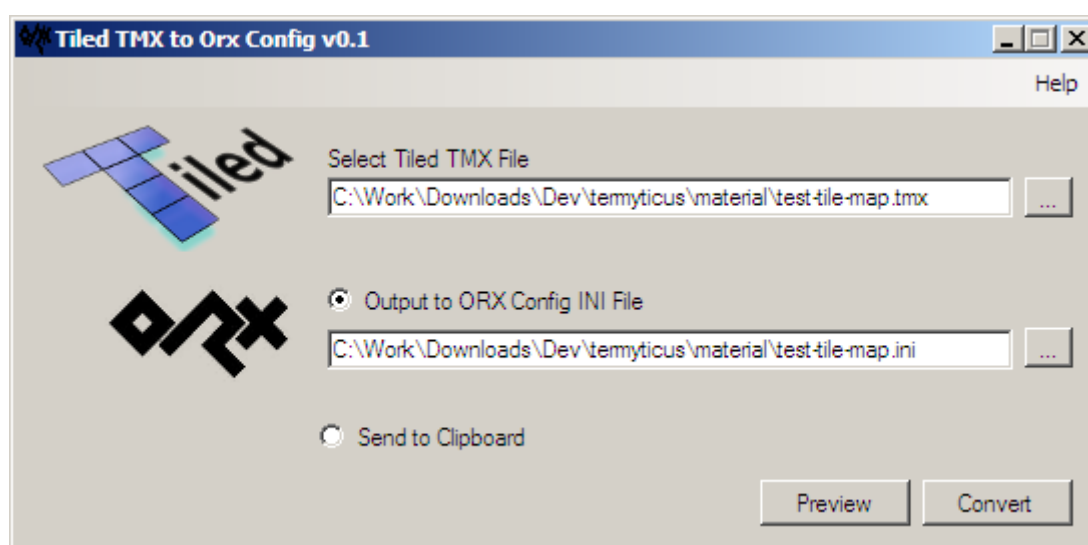 orx Tiled TMX to Orx Config v0.1
Help
Tiled
Select Tiled TMX File
C:\Work\Downloads\Dev\termyticus\material\test-tile-map.tmx
...
orx
Output to ORX Config INI File
C:\Work\Downloads\Dev\termyticus\material\test-tile-map.ini
...
Send to Clipboard
Preview Convert